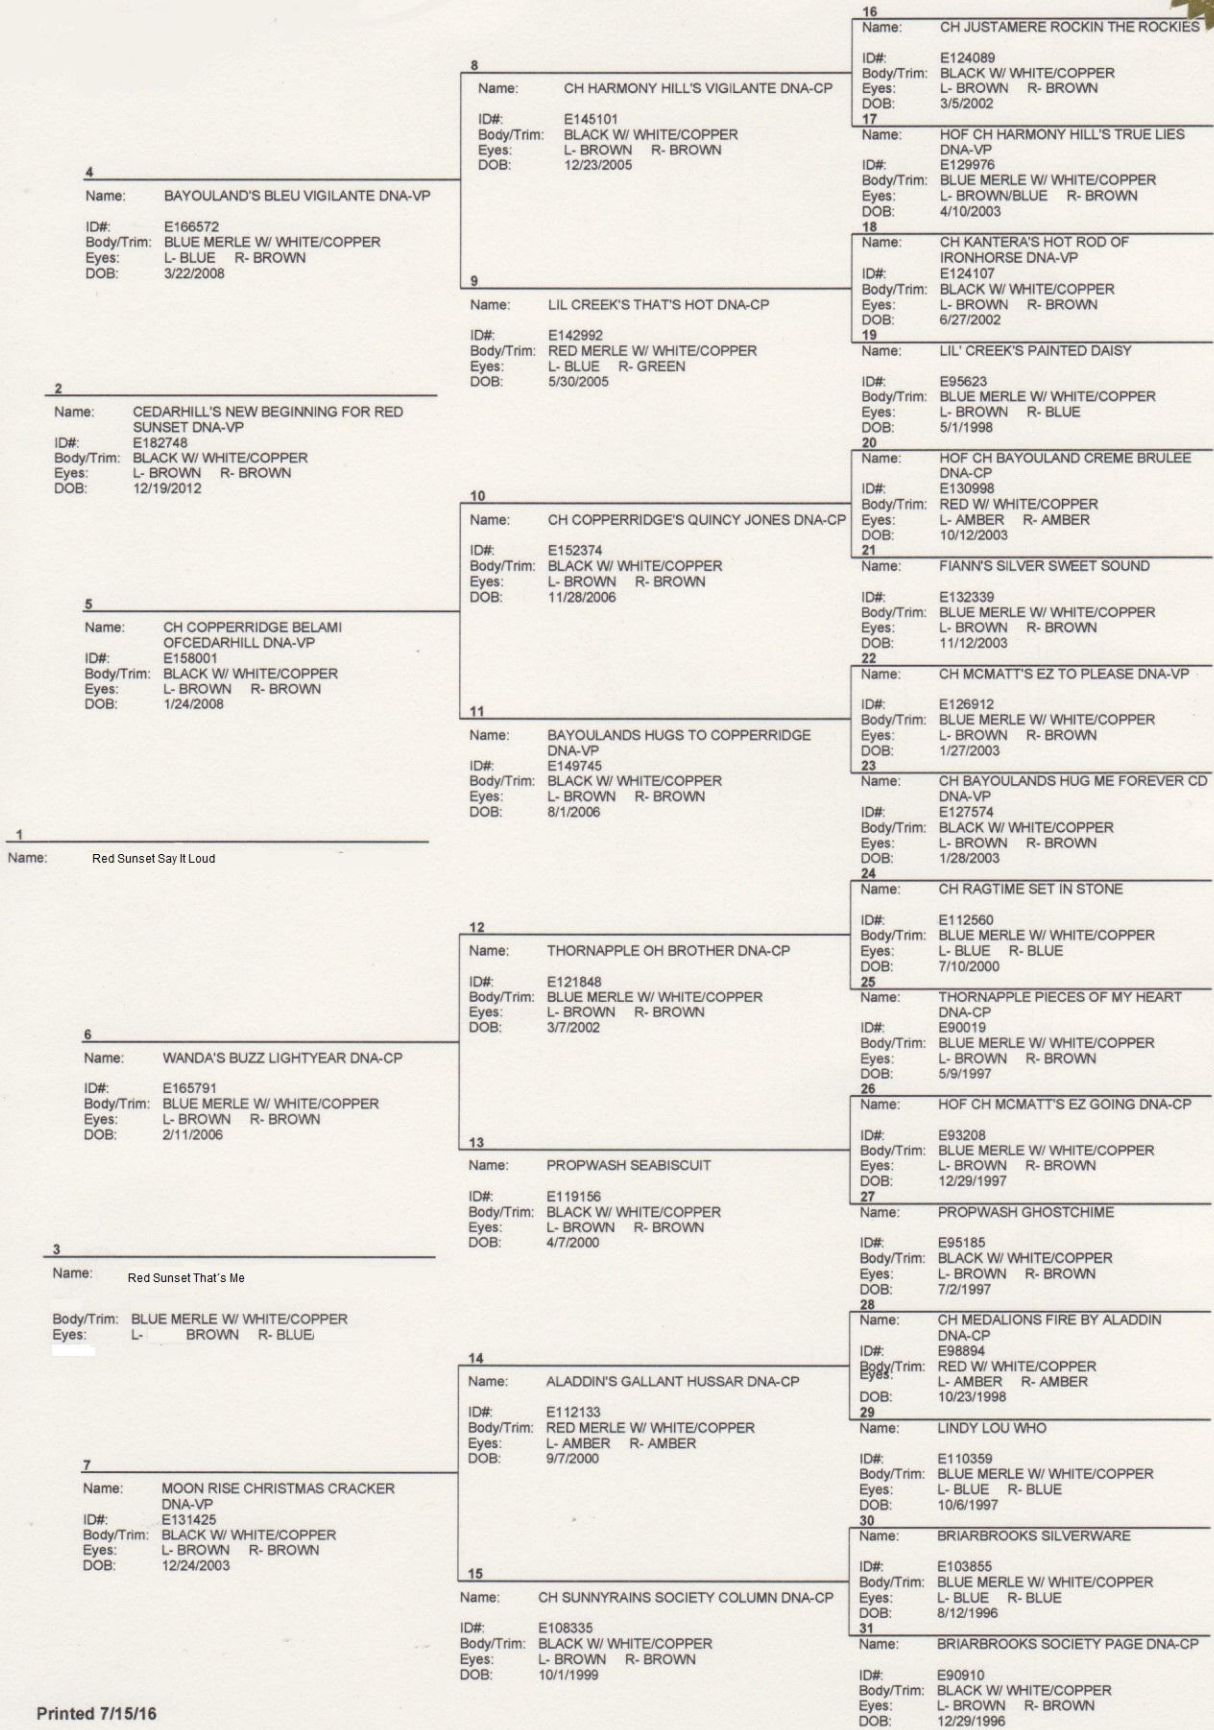 1
Name: Red Sunset Say It Loud
2
Name: CEDARHILL'S NEW BEGINNING FOR RED
SUNSET DNA-VP
ID#: E182748
Body/Trim: BLACK W/ WHITE/COPPER
Eyes: L- BROWN R- BROWN
DOB: 12/19/2012
3
Name: Red Sunset That's Me
Body/Trim: BLUE MERLE W/ WHITE/COPPER
Eyes: L- BROWN R- BLUE
4
Name: BAYOULAND'S BLEU VIGILANTE DNA-VP
ID#: E166572
Body/Trim: BLUE MERLE W/ WHITE/COPPER
Eyes: L- BLUE R- BROWN
DOB: 3/22/2008
5
Name: CH COPPERRIDGE BELAMI
OFCEDARHILL DNA-VP
ID#: E158001
Body/Trim: BLACK W/ WHITE/COPPER
Eyes: L- BROWN R- BROWN
DOB: 1/24/2008
6
Name: WANDA'S BUZZ LIGHTYEAR DNA-CP
ID#: E165791
Body/Trim: BLUE MERLE W/ WHITE/COPPER
Eyes: L- BROWN R- BROWN
DOB: 2/11/2006
7
Name: MOON RISE CHRISTMAS CRACKER
DNA-VP
ID#: E131425
Body/Trim: BLACK W/ WHITE/COPPER
Eyes: L- BROWN R- BROWN
DOB: 12/24/2003
8
Name: CH HARMONY HILL'S VIGILANTE DNA-CP
ID#: E145101
Body/Trim: BLACK W/ WHITE/COPPER
Eyes: L- BROWN R- BROWN
DOB: 12/23/2005
9
Name: LIL CREEK'S THAT'S HOT DNA-CP
ID#: E142992
Body/Trim: RED MERLE W/ WHITE/COPPER
Eyes: L- BLUE R- GREEN
DOB: 5/30/2005
10
Name: CH COPPERRIDGE'S QUINCY JONES DNA-CP
ID#: E152374
Body/Trim: BLACK W/ WHITE/COPPER
Eyes: L- BROWN R- BROWN
DOB: 11/28/2006
11
Name: BAYOULANDS HUGS TO COPPERRIDGE
DNA-VP
ID#: E149745
Body/Trim: BLACK W/ WHITE/COPPER
Eyes: L- BROWN R- BROWN
DOB: 8/1/2006
12
Name: THORNAPPLE OH BROTHER DNA-CP
ID#: E121848
Body/Trim: BLUE MERLE W/ WHITE/COPPER
Eyes: L- BROWN R- BROWN
DOB: 3/7/2002
13
Name: PROPWASH SEABISCUIT
ID#: E119156
Body/Trim: BLACK W/ WHITE/COPPER
Eyes: L- BROWN R- BROWN
DOB: 4/7/2000
14
Name: ALADDIN'S GALLANT HUSSAR DNA-CP
ID#: E112133
Body/Trim: RED MERLE W/ WHITE/COPPER
Eyes: L- AMBER R- AMBER
DOB: 9/7/2000
15
Name: CH SUNNYRAINS SOCIETY COLUMN DNA-CP
ID#: E108335
Body/Trim: BLACK W/ WHITE/COPPER
Eyes: L- BROWN R- BROWN
DOB: 10/1/1999
16
Name: CH JUSTAMERE ROCKIN THE ROCKIES
ID#: E124089
Body/Trim: BLACK W/ WHITE/COPPER
Eyes: L- BROWN R- BROWN
DOB: 3/5/2002
17
Name: HOF CH HARMONY HILL'S TRUE LIES
DNA-VP
ID#: E129976
Body/Trim: BLUE MERLE W/ WHITE/COPPER
Eyes: L- BROWN/BLUE R- BROWN
DOB: 4/10/2003
18
Name: CH KANTERA'S HOT ROD OF
IRONHORSE DNA-VP
ID#: E124107
Body/Trim: BLACK W/ WHITE/COPPER
Eyes: L- BROWN R- BROWN
DOB: 6/27/2002
19
Name: LIL' CREEK'S PAINTED DAISY
ID#: E95623
Body/Trim: BLUE MERLE W/ WHITE/COPPER
Eyes: L- BROWN R- BLUE
DOB: 5/1/1998
20
Name: HOF CH BAYOULAND CREME BRULEE
DNA-CP
ID#: E130998
Body/Trim: RED W/ WHITE/COPPER
Eyes: L- AMBER R- AMBER
DOB: 10/12/2003
21
Name: FIANN'S SILVER SWEET SOUND
ID#: E132339
Body/Trim: BLUE MERLE W/ WHITE/COPPER
Eyes: L- BROWN R- BROWN
DOB: 11/12/2003
22
Name: CH MCMATT'S EZ TO PLEASE DNA-VP
ID#: E126912
Body/Trim: BLUE MERLE W/ WHITE/COPPER
Eyes: L- BROWN R- BROWN
DOB: 1/27/2003
23
Name: CH BAYOULANDS HUG ME FOREVER CD
DNA-VP
ID#: E127574
Body/Trim: BLACK W/ WHITE/COPPER
Eyes: L- BROWN R- BROWN
DOB: 1/28/2003
24
Name: CH RAGTIME SET IN STONE
ID#: E112560
Body/Trim: BLUE MERLE W/ WHITE/COPPER
Eyes: L- BLUE R- BLUE
DOB: 7/10/2000
25
Name: THORNAPPLE PIECES OF MY HEART
DNA-CP
ID#: E90019
Body/Trim: BLUE MERLE W/ WHITE/COPPER
Eyes: L- BROWN R- BROWN
DOB: 5/9/1997
26
Name: HOF CH MCMATT'S EZ GOING DNA-CP
ID#: E93208
Body/Trim: BLUE MERLE W/ WHITE/COPPER
Eyes: L- BROWN R- BROWN
DOB: 12/29/1997
27
Name: PROPWASH GHOSTCHIME
ID#: E95185
Body/Trim: BLACK W/ WHITE/COPPER
Eyes: L- BROWN R- BROWN
DOB: 7/2/1997
28
Name: CH MEDALIONS FIRE BY ALADDIN
DNA-CP
ID#: E98894
Body/Trim: RED W/ WHITE/COPPER
Eyes: L- AMBER R- AMBER
DOB: 10/23/1998
29
Name: LINDY LOU WHO
ID#: E110359
Body/Trim: BLUE MERLE W/ WHITE/COPPER
Eyes: L- BLUE R- BLUE
DOB: 10/6/1997
30
Name: BRIARBROOKS SILVERWARE
ID#: E103855
Body/Trim: BLUE MERLE W/ WHITE/COPPER
Eyes: L- BLUE R- BLUE
DOB: 8/12/1996
31
Name: BRIARBROOKS SOCIETY PAGE DNA-CP
ID#: E90910
Body/Trim: BLACK W/ WHITE/COPPER
Eyes: L- BROWN R- BROWN
DOB: 12/29/1996
Printed 7/15/16